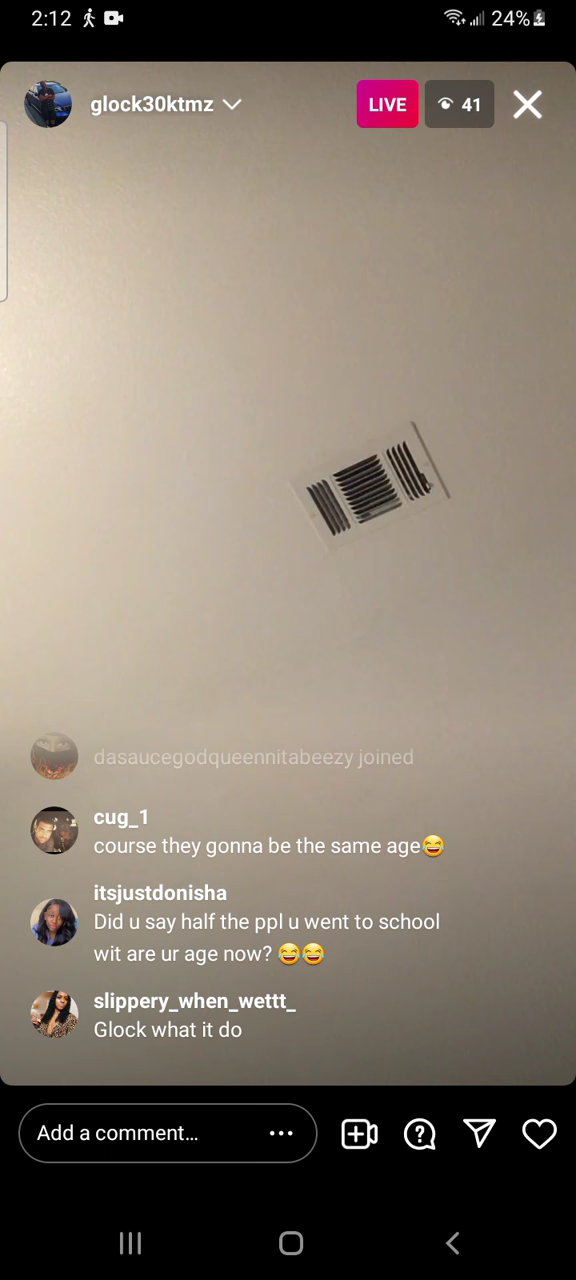 2:12
24%
glock30ktmz
LIVE
41
dasaucegodqueennitabeezy joined
cug_1
course they gonna be the same age😂
itsjustdonisha
Did u say half the ppl u went to school
wit are ur age now? 😂😂
slippery_when_wettt_
Glock what it do
Add a comment...